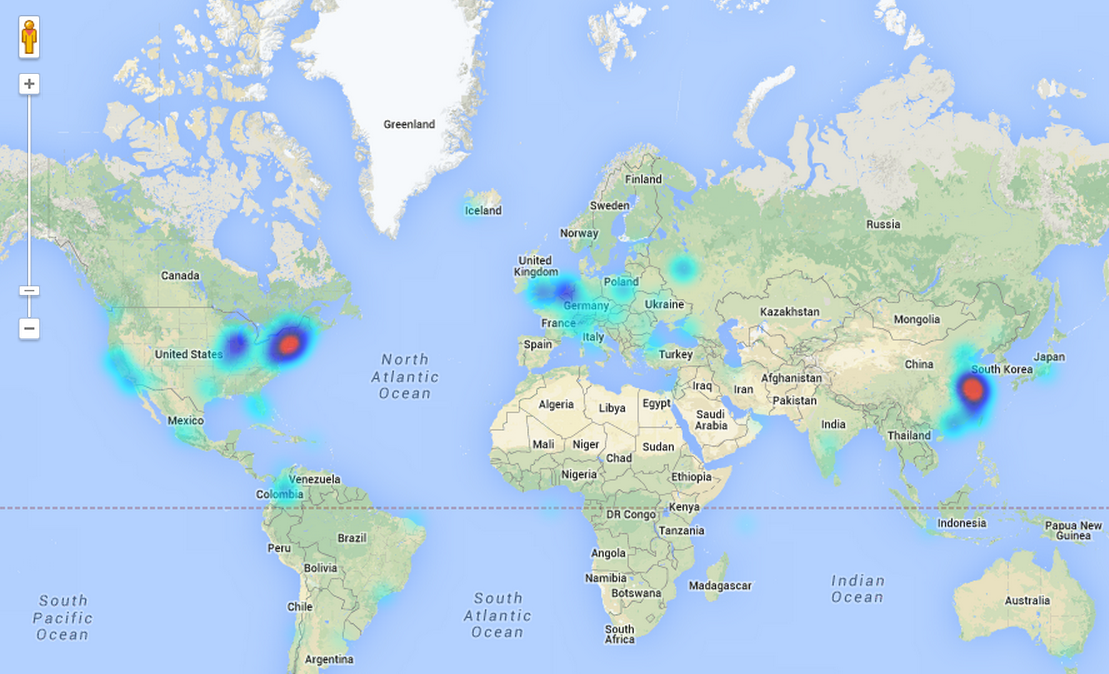 +
−
Greenland
Iceland
Finland
Sweden
Norway
Russia
United
Kingdom
Poland
Germany
Ukraine
France
Italy
Spain
Turkey
Kazakhstan
Mongolia
China
South Korea
Japan
Canada
United States
Mexico
North
Atlantic
Ocean
Algeria
Libya
Egypt
Iraq
Iran
Afghanistan
Pakistan
Saudi
Arabia
India
Thailand
Mali
Niger
Chad
Sudan
Nigeria
Ethiopia
Venezuela
Colombia
DR Congo
Kenya
Tanzania
Indonesia
Papua New
Guinea
Peru
Brazil
Bolivia
Angola
Namibia
Botswana
Madagascar
Chile
South
Africa
Argentina
South
Pacific
Ocean
South
Atlantic
Ocean
Indian
Ocean
Australia